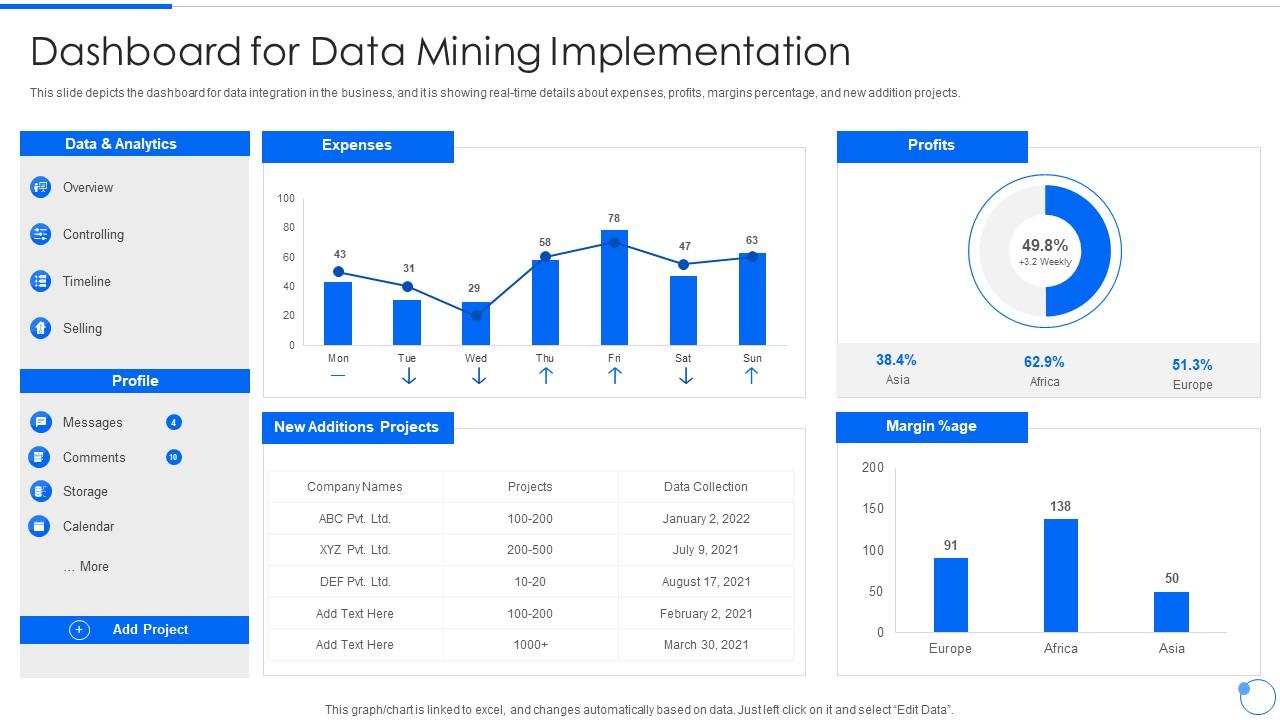 Dashboard for Data Mining Implementation
This slide depicts the dashboard for data integration in the business, and it is showing real-time details about expenses, profits, margins percentage, and new addition projects.
Data & Analytics
Overview
Controlling
Timeline
Selling
Profile
Messages 4
Comments 10
Storage
Calendar
... More
+ Add Project
Expenses
100
80
60
40
20
0
43
31
29
58
78
47
63
Mon Tue Wed Thu Fri Sat Sun
Profits
49.8%
+3.2 Weekly
38.4% 62.9% 51.3%
Asia Africa Europe
New Additions Projects
Company Names Projects Data Collection
ABC Pvt. Ltd. 100-200 January 2, 2022
XYZ Pvt. Ltd. 200-500 July 9, 2021
DEF Pvt. Ltd. 10-20 August 17, 2021
Add Text Here 100-200 February 2, 2021
Add Text Here 1000+ March 30, 2021
Margin %age
200
150
100
50
0
91
138
50
Europe Africa Asia
This graph/chart is linked to excel, and changes automatically based on data. Just left click on it and select “Edit Data”.